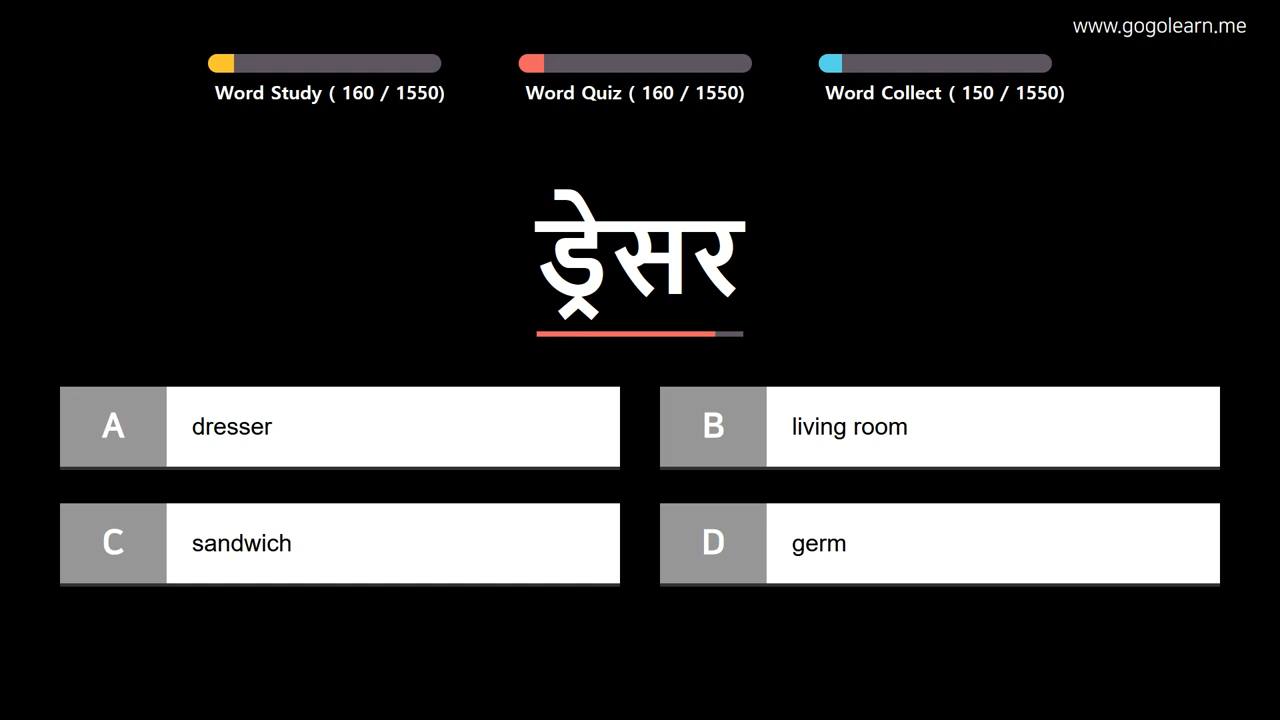 www.gogolearn.me
Word Study ( 160 / 1550)
Word Quiz ( 160 / 1550)
Word Collect ( 150 / 1550)
ड्रेसर
A dresser
B living room
C sandwich
D germ